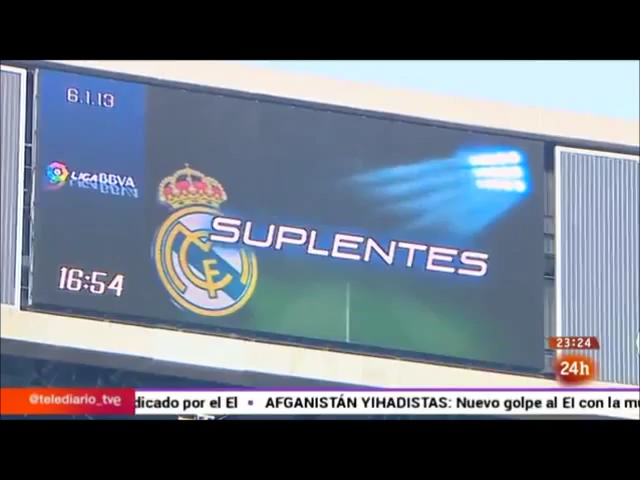 6.1.13
LIGA BBVA
SUPLENTES
16:54
23:24
24h
@telediario_tve
dicado por el EI • AFGANISTÁN YIHADISTAS: Nuevo golpe al EI con la mu